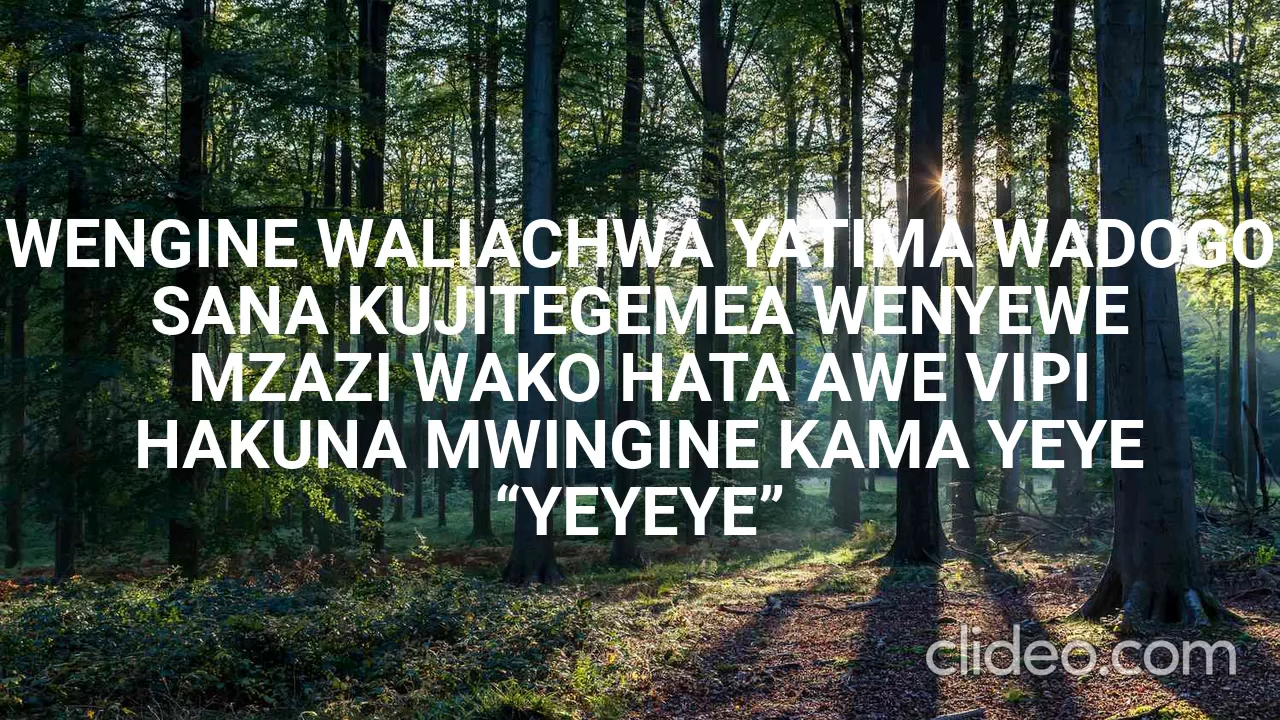 WENGINE WALIACHWA YATIMA WADOGO
SANA KUJITEGEMEA WENYEWE
MZAZI WAKO HATA AWE VIPI
HAKUNA MWINGINE KAMA YEYE
“YEYEYE”
clideo.com